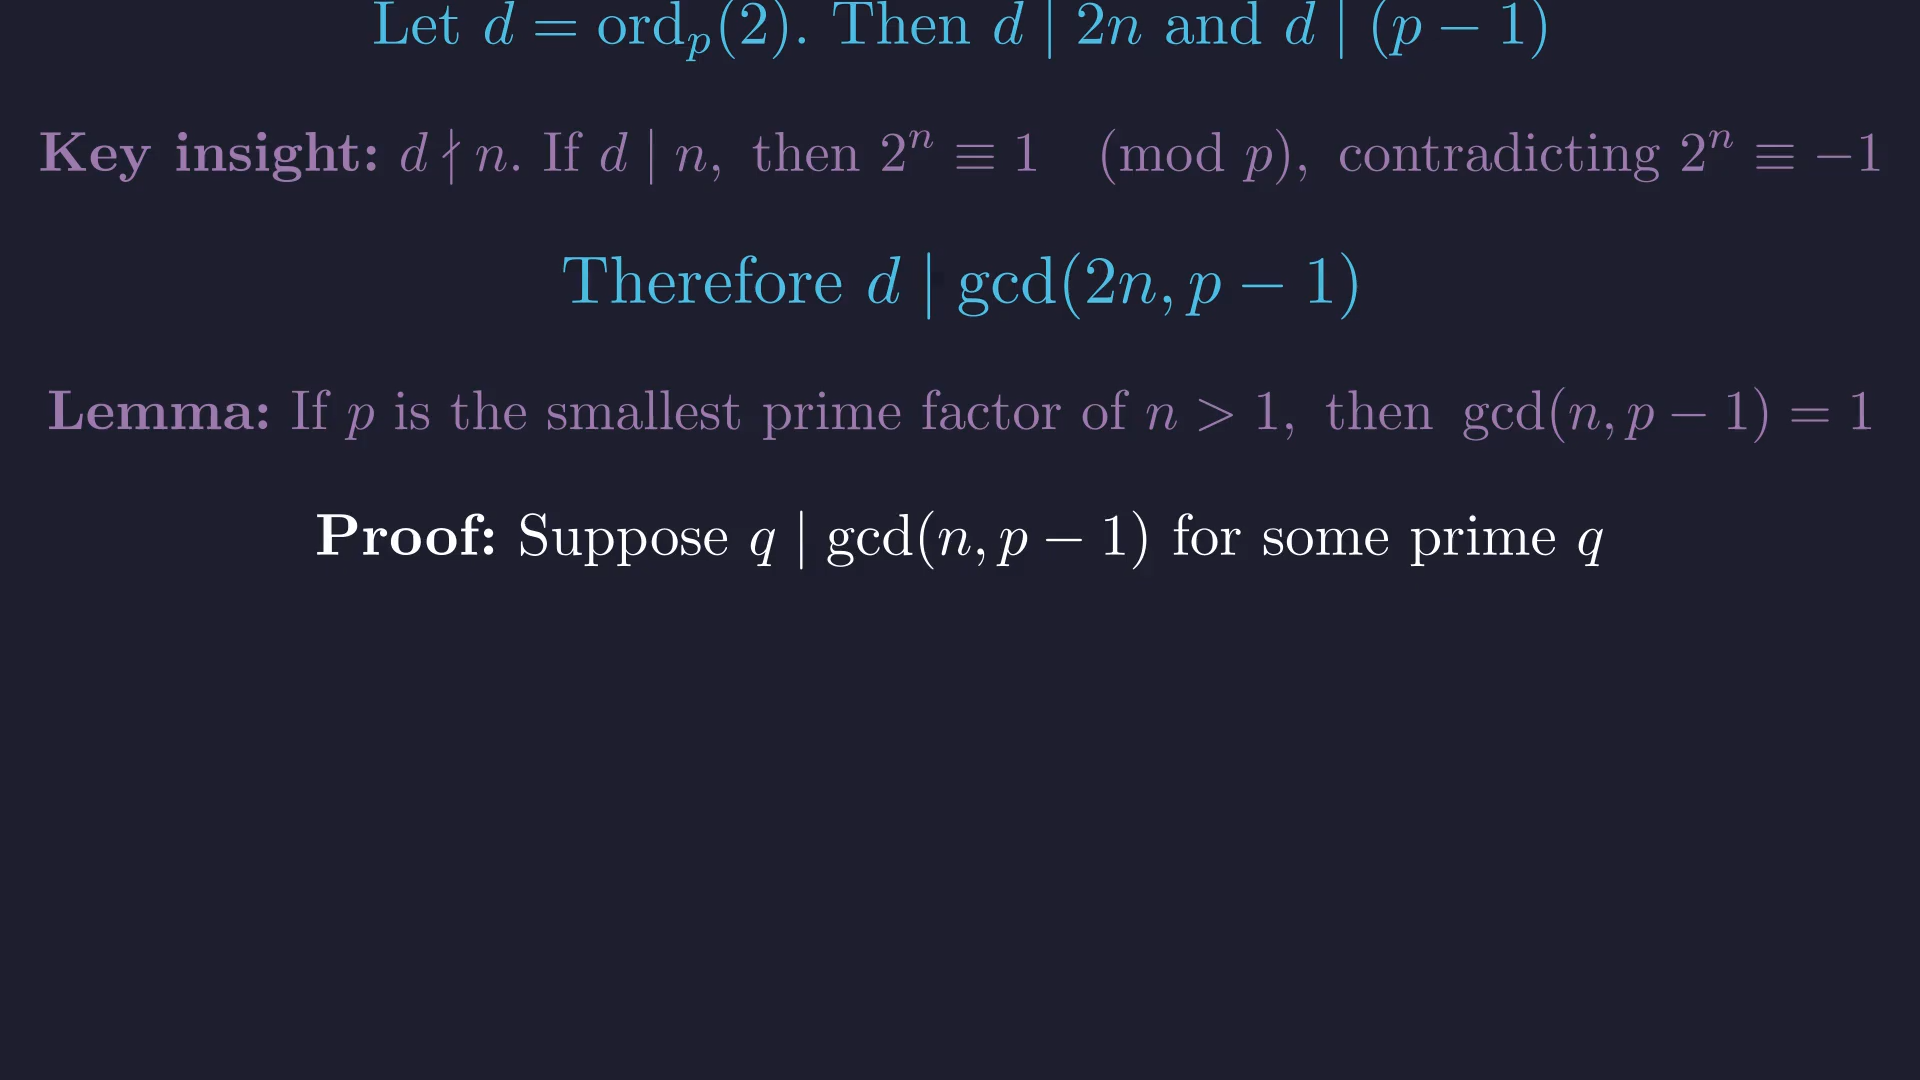 Let d = ord_p(2). Then d | 2n and d | (p − 1)
Key insight: d ∤ n. If d | n, then 2^n ≡ 1 (mod p), contradicting 2^n ≡ −1
Therefore d | gcd(2n, p − 1)
Lemma: If p is the smallest prime factor of n > 1, then gcd(n, p − 1) = 1
Proof: Suppose q | gcd(n, p − 1) for some prime q